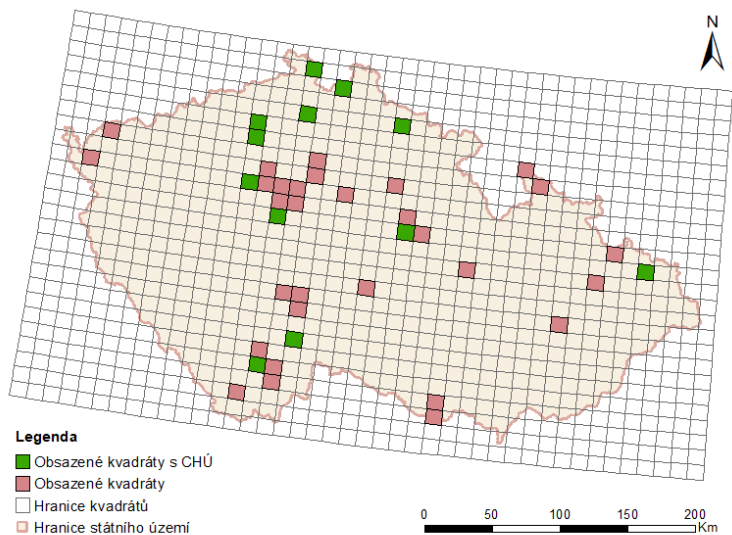 N
Legenda
Obsazené kvadráty s CHÚ
Obsazené kvadráty
Hranice kvadrátů
Hranice státního území
0 50 100 150 200
Km